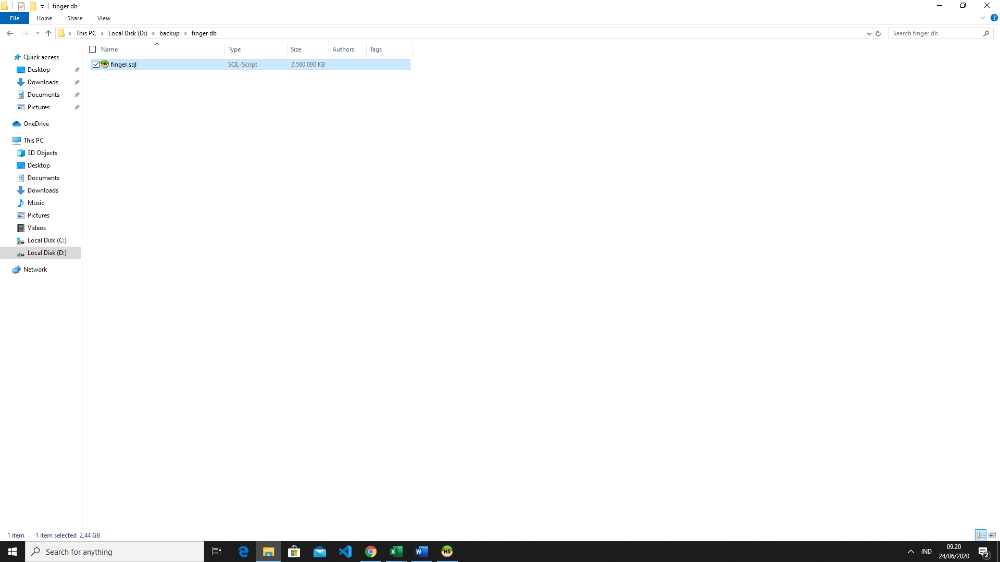 finger db
File Home Share View
This PC Local Disk (D:) backup finger db
Search finger db
Name Type Size Authors Tags
HS finger.sql SQL-Script 2.560.090 KB
Quick access
Desktop
Downloads
Documents
Pictures
OneDrive
This PC
3D Objects
Desktop
Documents
Downloads
Music
Pictures
Videos
Local Disk (C:)
Local Disk (D:)
Network
1 item 1 item selected 2,44 GB
Search for anything
HS
IND
09.20
24/06/2020
2